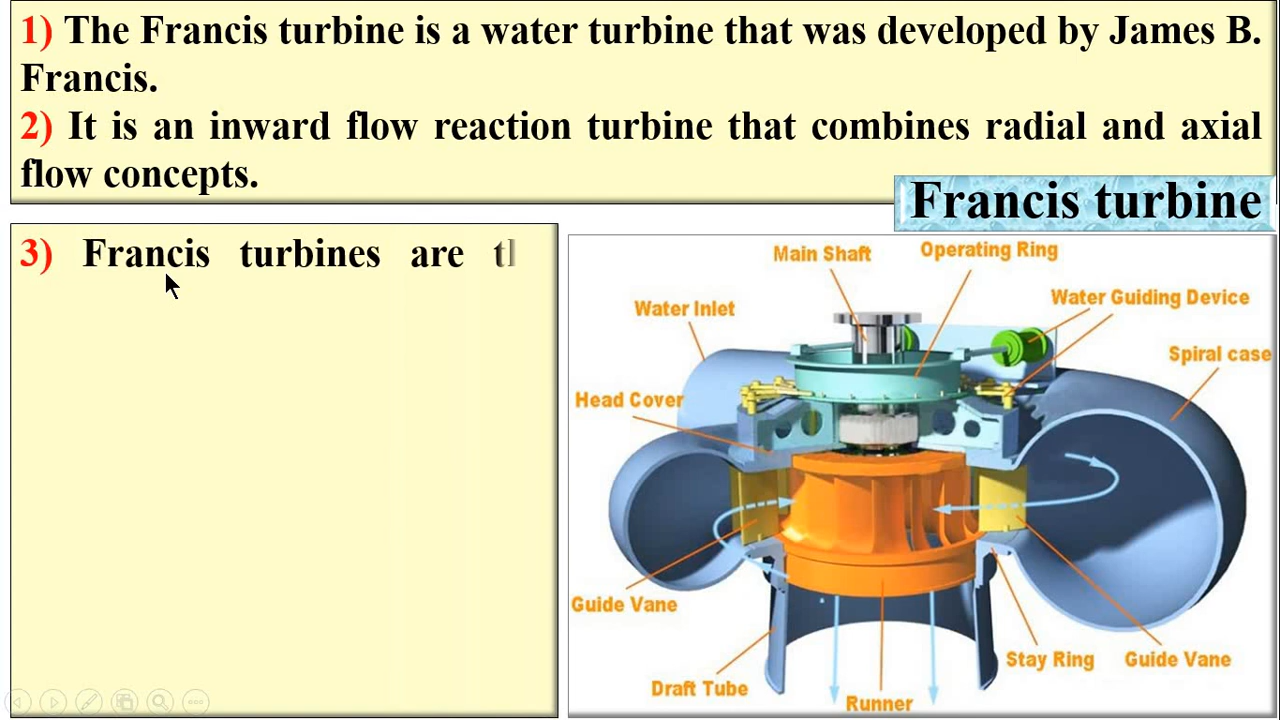 1) The Francis turbine is a water turbine that was developed by James B.
Francis.
2) It is an inward flow reaction turbine that combines radial and axial
flow concepts.
Francis turbine
3) Francis turbines are
Main Shaft
Operating Ring
Water Guiding Device
Water Inlet
Spiral case
Head Cover
Guide Vane
Stay Ring
Guide Vane
Draft Tube
Runner